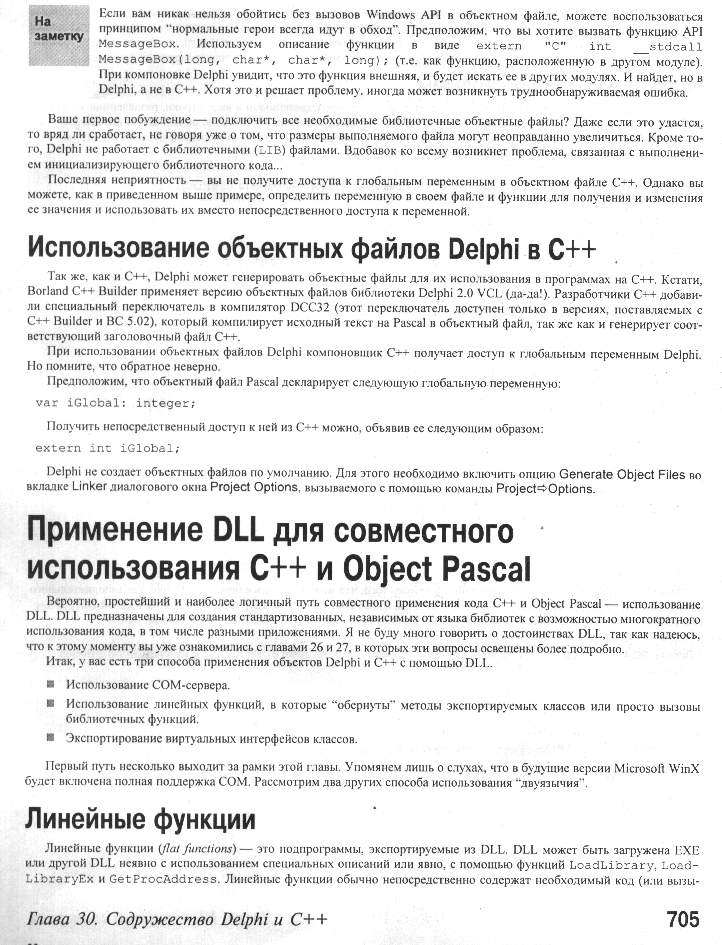 На
заметку
Если вам никак нельзя обойтись без вызовов Windows API в объектном файле, можете воспользоваться
принципом “нормальные герои всегда идут в обход”. Предположим, что вы хотите вызвать функцию API
MessageBox. Используем описание функции в виде extern "C" int __stdcall
MessageBox(long, char*, char*, long); (т.е. как функцию, расположенную в другом модуле).
При компоновке Delphi увидит, что эта функция внешняя, и будет искать ее в других модулях. И найдет, но в
Delphi, а не в С++. Хотя это и решает проблему, иногда может возникнуть труднообнаруживаемая ошибка.
Ваше первое побуждение — подключить все необходимые библиотечные объектные файлы? Даже если это удастся,
то вряд ли сработает, не говоря уже о том, что размеры выполняемого файла могут неоправданно увеличиться. Кроме то-
го, Delphi не работает с библиотечными (LIB) файлами. Вдобавок ко всему возникнет проблема, связанная с выполнени-
ем инициализирующего библиотечного кода...
Последняя неприятность — вы не получите доступа к глобальным переменным в объектном файле С++. Однако вы
можете, как в приведенном выше примере, определить переменную в своем файле и функции для получения и изменения
ее значения и использовать их вместо непосредственного доступа к переменной.
Использование объектных файлов Delphi в С++
Так же, как и С++, Delphi может генерировать объектные файлы для их использования в программах на С++. Кстати,
Borland C++ Builder применяет версию объектных файлов библиотеки Delphi 2.0 VCL (да-да!). Разработчики С++ добави-
ли специальный переключатель в компилятор DCC32 (этот переключатель доступен только в версиях, поставляемых с
C++ Builder и BC 5.02), который компилирует исходный текст на Pascal в объектный файл, так же как и генерирует соот-
ветствующий заголовочный файл С++.
При использовании объектных файлов Delphi компоновщик С++ получает доступ к глобальным переменным Delphi.
Но помните, что обратное неверно.
Предположим, что объектный файл Pascal декларирует следующую глобальную переменную:
var iGlobal: integer;
Получить непосредственный доступ к ней из С++ можно, объявив ее следующим образом:
extern int iGlobal;
Delphi не создает объектных файлов по умолчанию. Для этого необходимо включить опцию Generate Object Files во
вкладке Linker диалогового окна Project Options, вызываемого с помощью команды Project⇨Options.
Применение DLL для совместного
использования С++ и Object Pascal
Вероятно, простейший и наиболее логичный путь совместного применения кода С++ и Object Pascal — использование
DLL. DLL предназначены для создания стандартизованных, независимых от языка библиотек с возможностью многократного
использования кода, в том числе разными приложениями. Я не буду много говорить о достоинствах DLL, так как надеюсь,
что к этому моменту вы уже ознакомились с главами 26 и 27, в которых эти вопросы освещены более подробно.
Итак, у вас есть три способа применения объектов Delphi и С++ с помощью DLL..
Использование COM-сервера.
Использование линейных функций, в которые “обернуты” методы экспортируемых классов или просто вызовы
библиотечных функций.
Экспортирование виртуальных интерфейсов классов.
Первый путь несколько выходит за рамки этой главы. Упомянем лишь о слухах, что в будущие версии Microsoft WinX
будет включена полная поддержка COM. Рассмотрим два других способа использования “двуязычия”.
Линейные функции
Линейные функции (flat functions) — это подпрограммы, экспортируемые из DLL. DLL может быть загружена EXE
или другой DLL неявно с использованием специальных описаний или явно, с помощью функций LoadLibrary, Load-
LibraryEx и GetProcAddress. Линейные функции обычно непосредственно содержат необходимый код (или вызы-
Глава 30. Содружество Delphi и С++
705